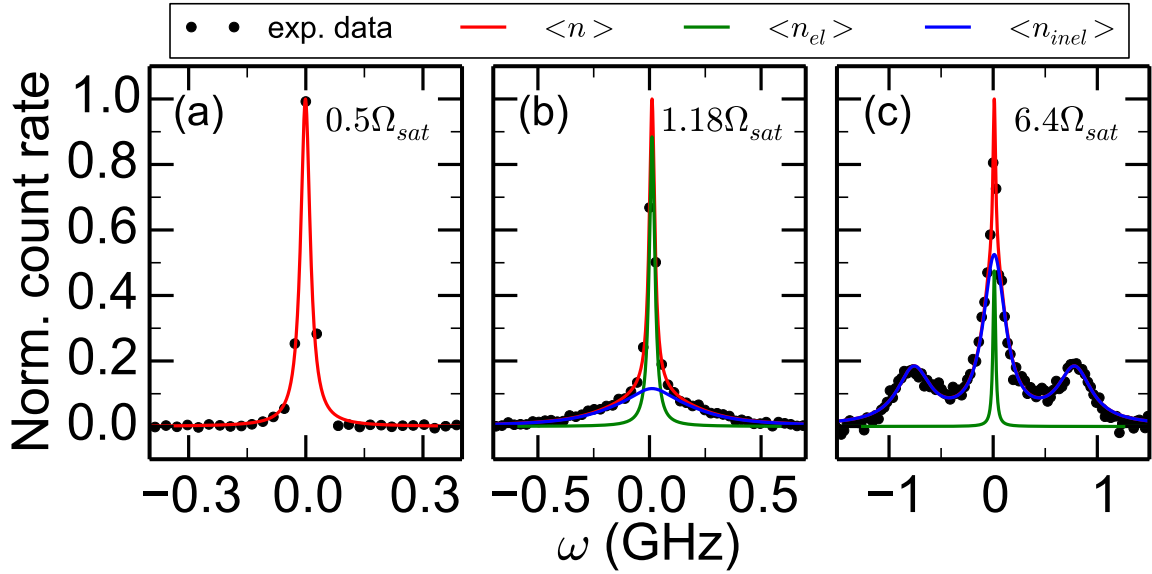 exp. data <n> <n_el> <n_inel>
(a) 0.5Ω_sat (b) 1.18Ω_sat (c) 6.4Ω_sat
Norm. count rate
1.0
0.8
0.6
0.4
0.2
0.0
−0.3 0.0 0.3 −0.5 0.0 0.5 −1 0 1
ω (GHz)